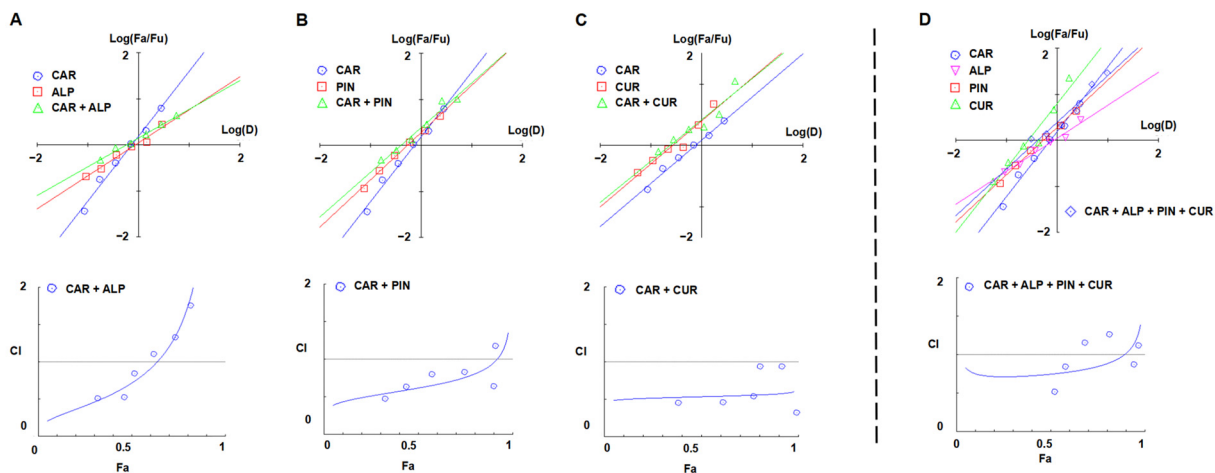 A
Log(Fa/Fu)
2
CAR
ALP
CAR + ALP
Log(D)
−2
2
−2
B
Log(Fa/Fu)
2
CAR
PIN
CAR + PIN
Log(D)
−2
2
−2
C
Log(Fa/Fu)
2
CAR
CUR
CAR + CUR
Log(D)
−2
2
−2
D
Log(Fa/Fu)
2
CAR
ALP
PIN
CUR
Log(D)
−2
2
CAR + ALP + PIN + CUR
−2
2
CAR + ALP
CI
0
0
0.5
1
Fa
2
CAR + PIN
CI
0
0
0.5
1
Fa
2
CAR + CUR
CI
0
0
0.5
1
Fa
2
CAR + ALP + PIN + CUR
CI
0
0
0.5
1
Fa